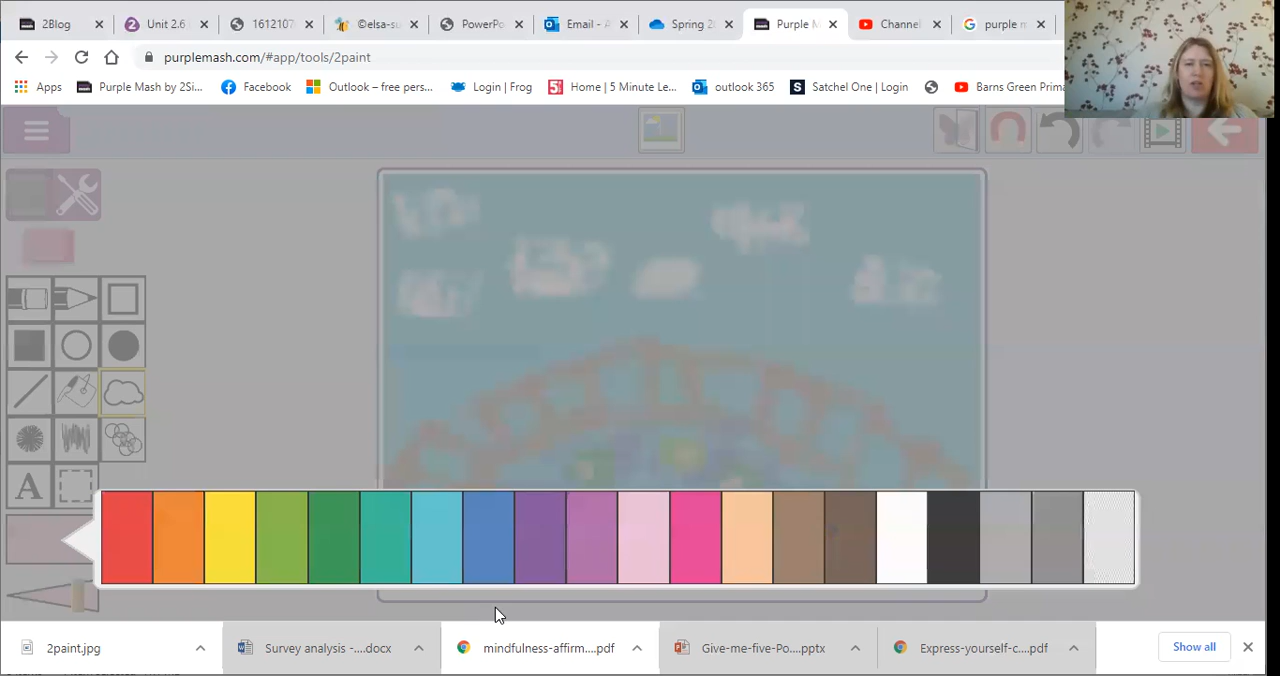 2Blog
Unit 2.6
1612107
©elsa-su
PowerPo
Email - A
Spring 2
Purple M
Channel
purple m
purplemash.com/#app/tools/2paint
Apps
Purple Mash by 2Si...
Facebook
Outlook – free pers...
Login | Frog
Home | 5 Minute Le...
outlook 365
Satchel One | Login
Barns Green Prim
A
2paint.jpg
Survey analysis -....docx
mindfulness-affirm....pdf
Give-me-five-Po....pptx
Express-yourself-c....pdf
Show all